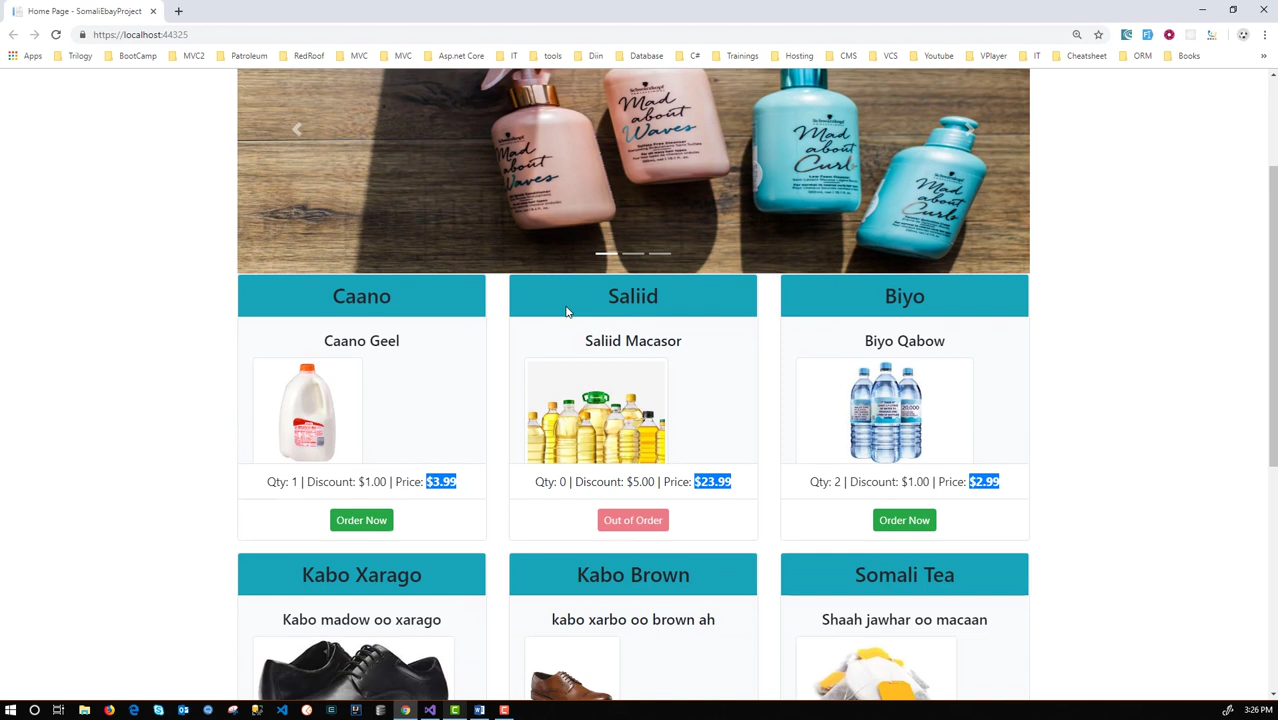 Home Page - SomaliEbayProject
https://localhost:44325
Apps Trilogy BootCamp MVC2 Patroleum RedRoof MVC MVC Asp.net Core IT tools Diin Database C# Trainings Hosting CMS VCS Youtube VPlayer IT Cheatsheet ORM Books »
Mad about Waves
Mad about Waves
Mad about Curls
Mad about Curls
Caano Saliid Biyo
Caano Geel Saliid Macasor Biyo Qabow
20,000
Qty: 1 | Discount: $1.00 | Price: $3.99 Qty: 0 | Discount: $5.00 | Price: $23.99 Qty: 2 | Discount: $1.00 | Price: $2.99
Order Now Out of Order Order Now
Kabo Xarago Kabo Brown Somali Tea
Kabo madow oo xarago kabo xarbo oo brown ah Shaah jawhar oo macaan
3:26 PM